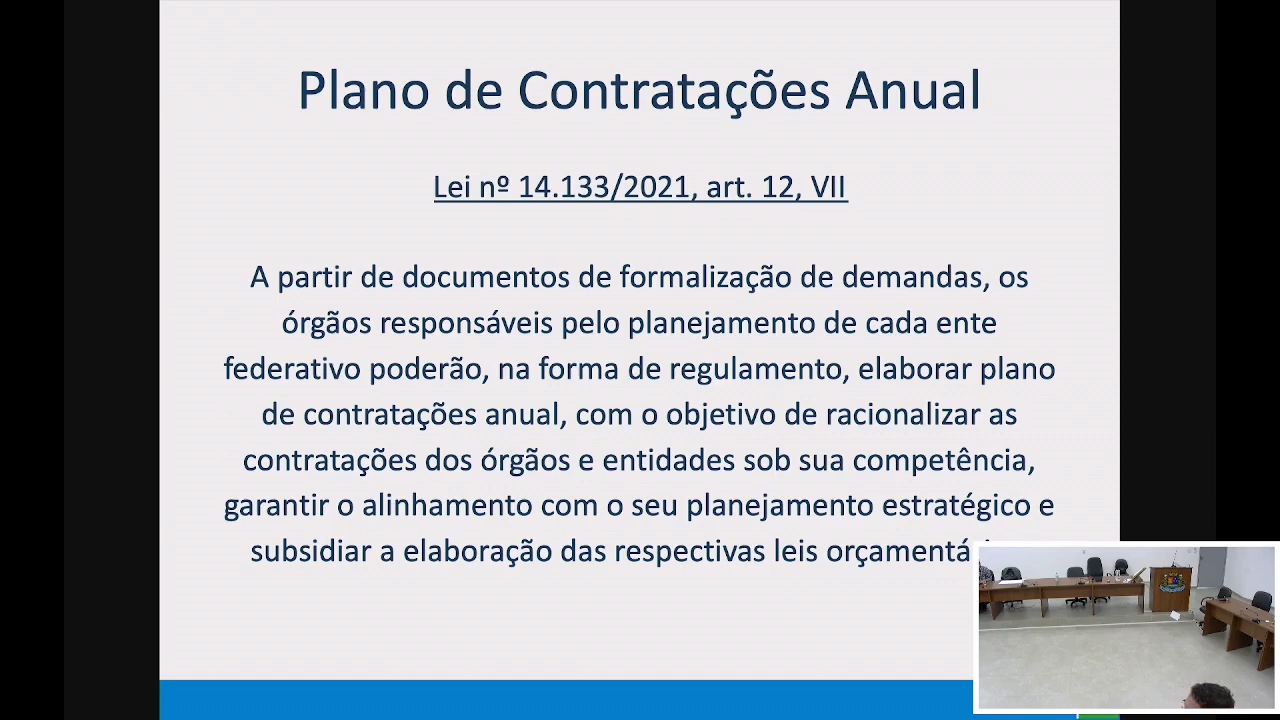 Plano de Contratações Anual
Lei nº 14.133/2021, art. 12, VII
A partir de documentos de formalização de demandas, os
órgãos responsáveis pelo planejamento de cada ente
federativo poderão, na forma de regulamento, elaborar plano
de contratações anual, com o objetivo de racionalizar as
contratações dos órgãos e entidades sob sua competência,
garantir o alinhamento com o seu planejamento estratégico e
subsidiar a elaboração das respectivas leis